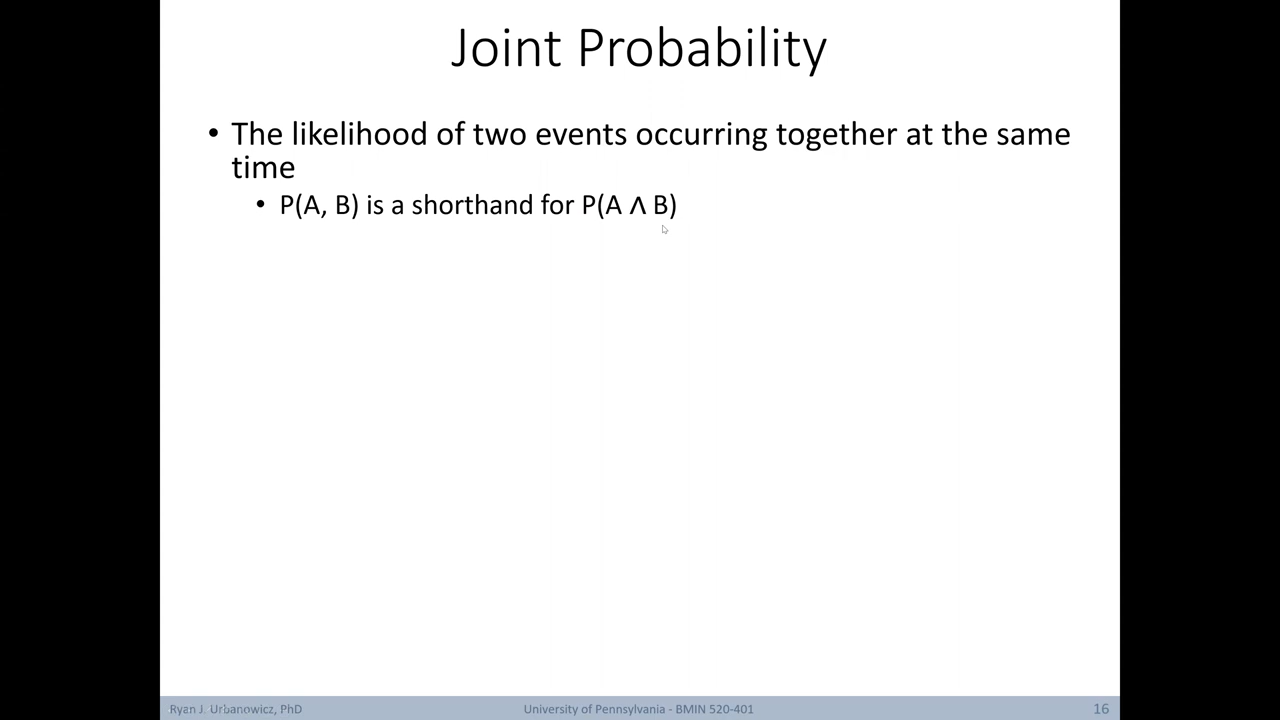 Joint Probability
• The likelihood of two events occurring together at the same
time
• P(A, B) is a shorthand for P(A ∧ B)
Ryan J. Urbanowicz, PhD
University of Pennsylvania - BMIN 520-401
16